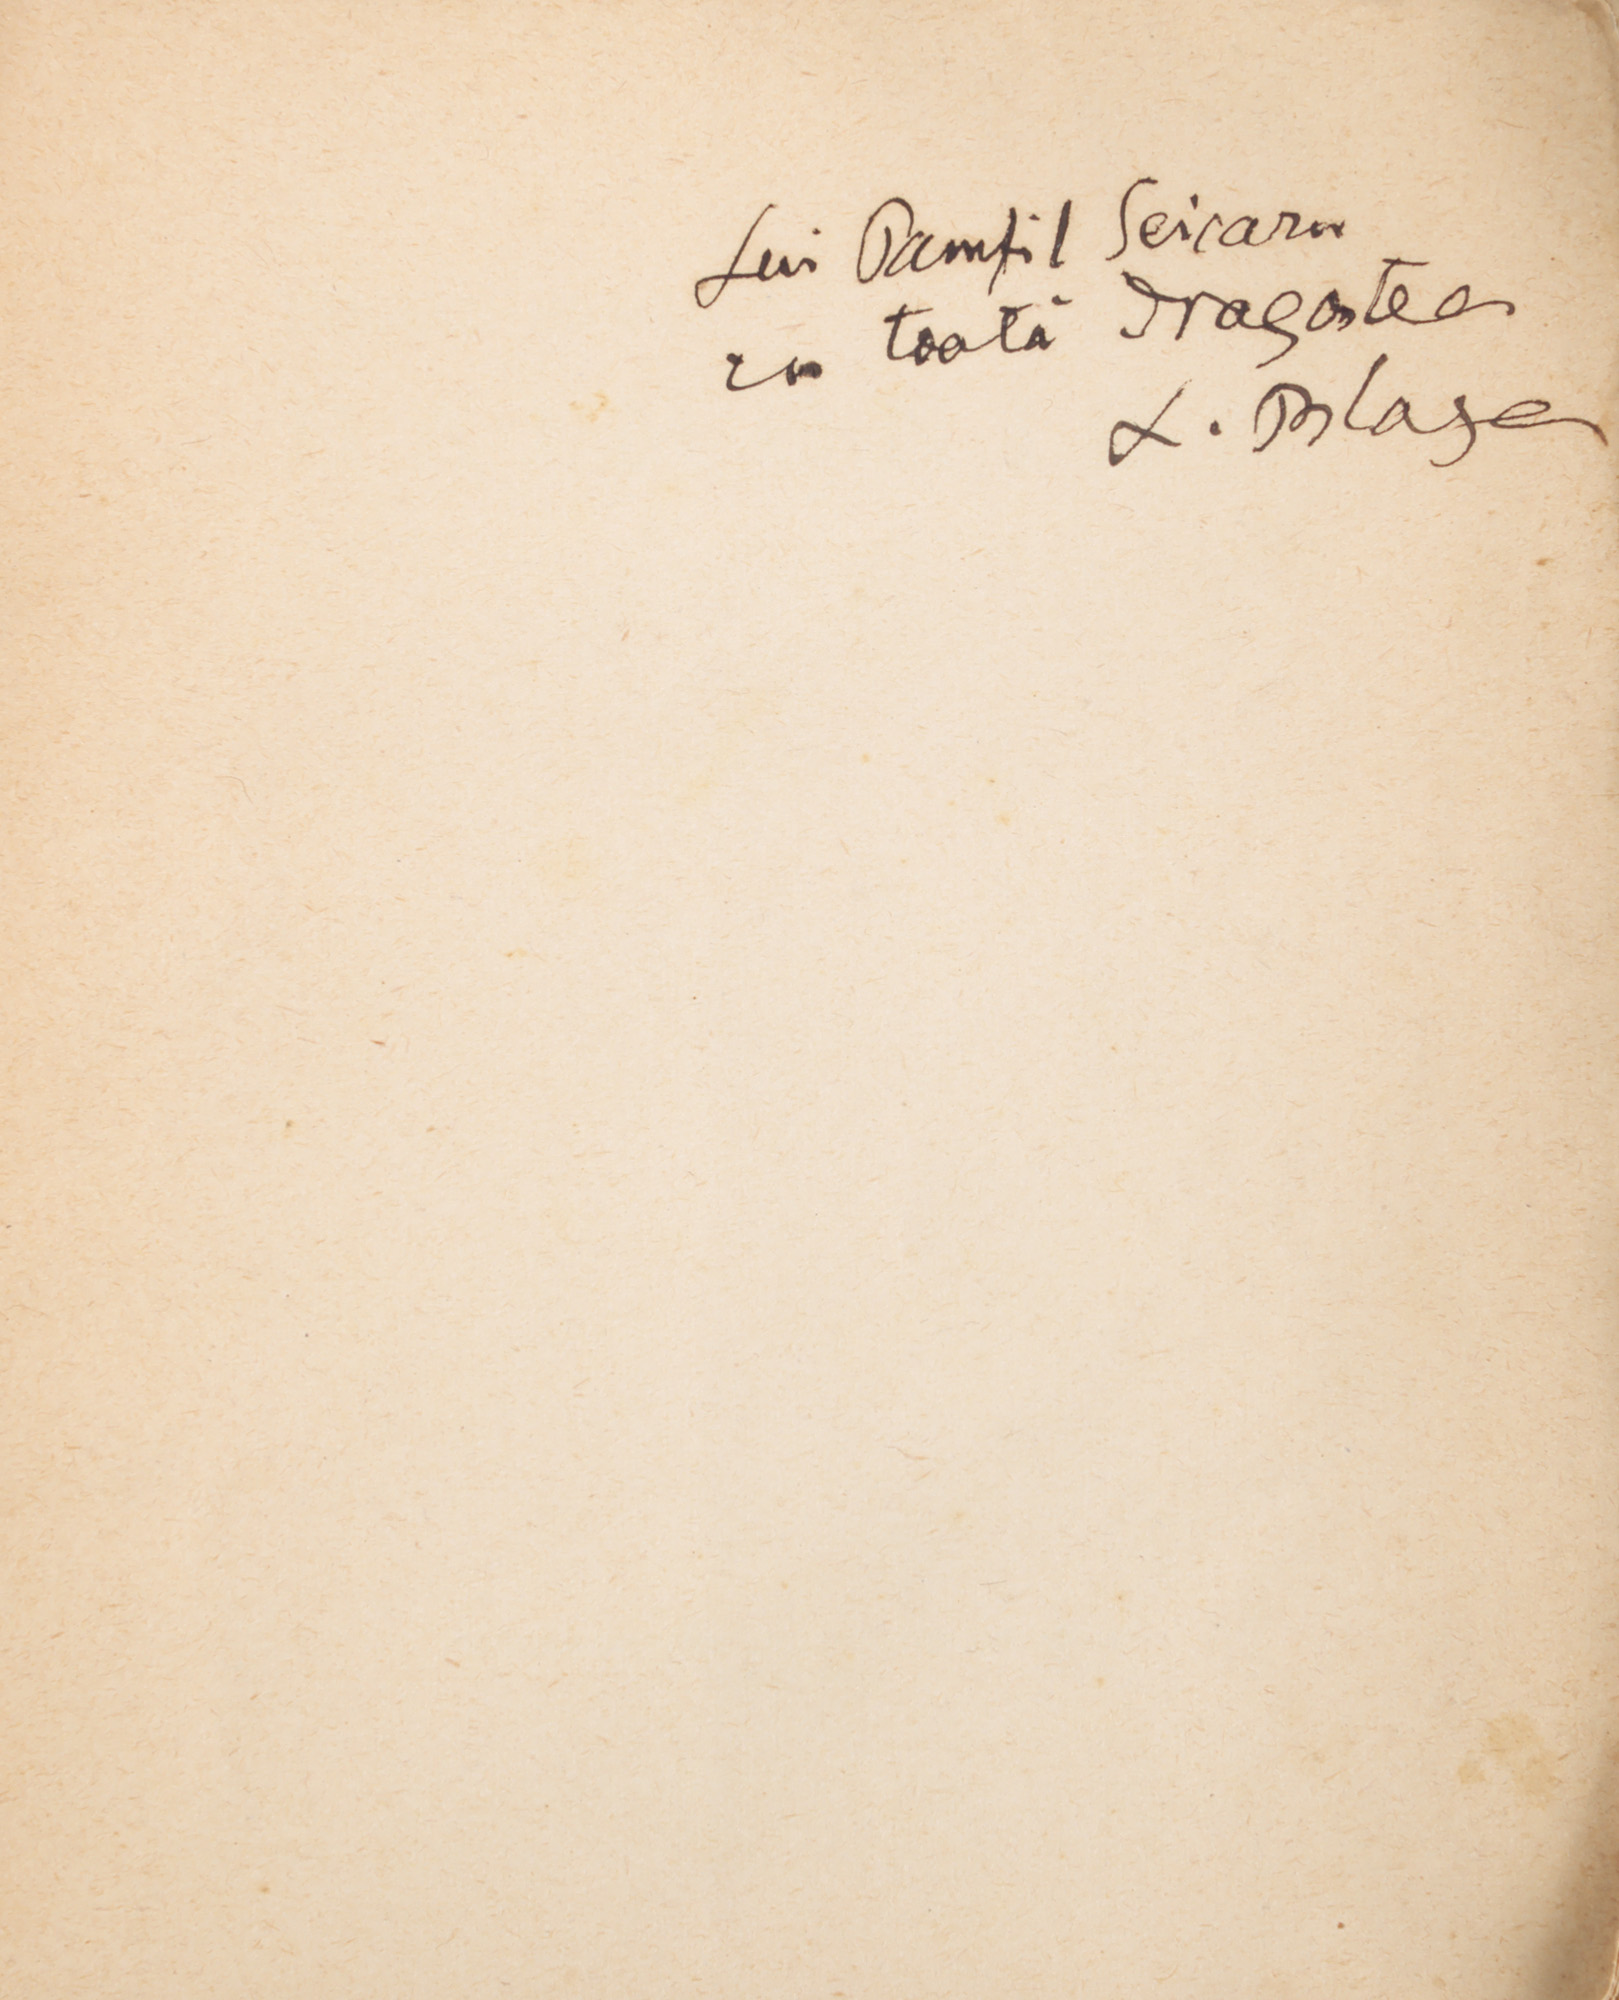 Lui Pamfil Seicaru
cu toată dragostea
L. Blaga